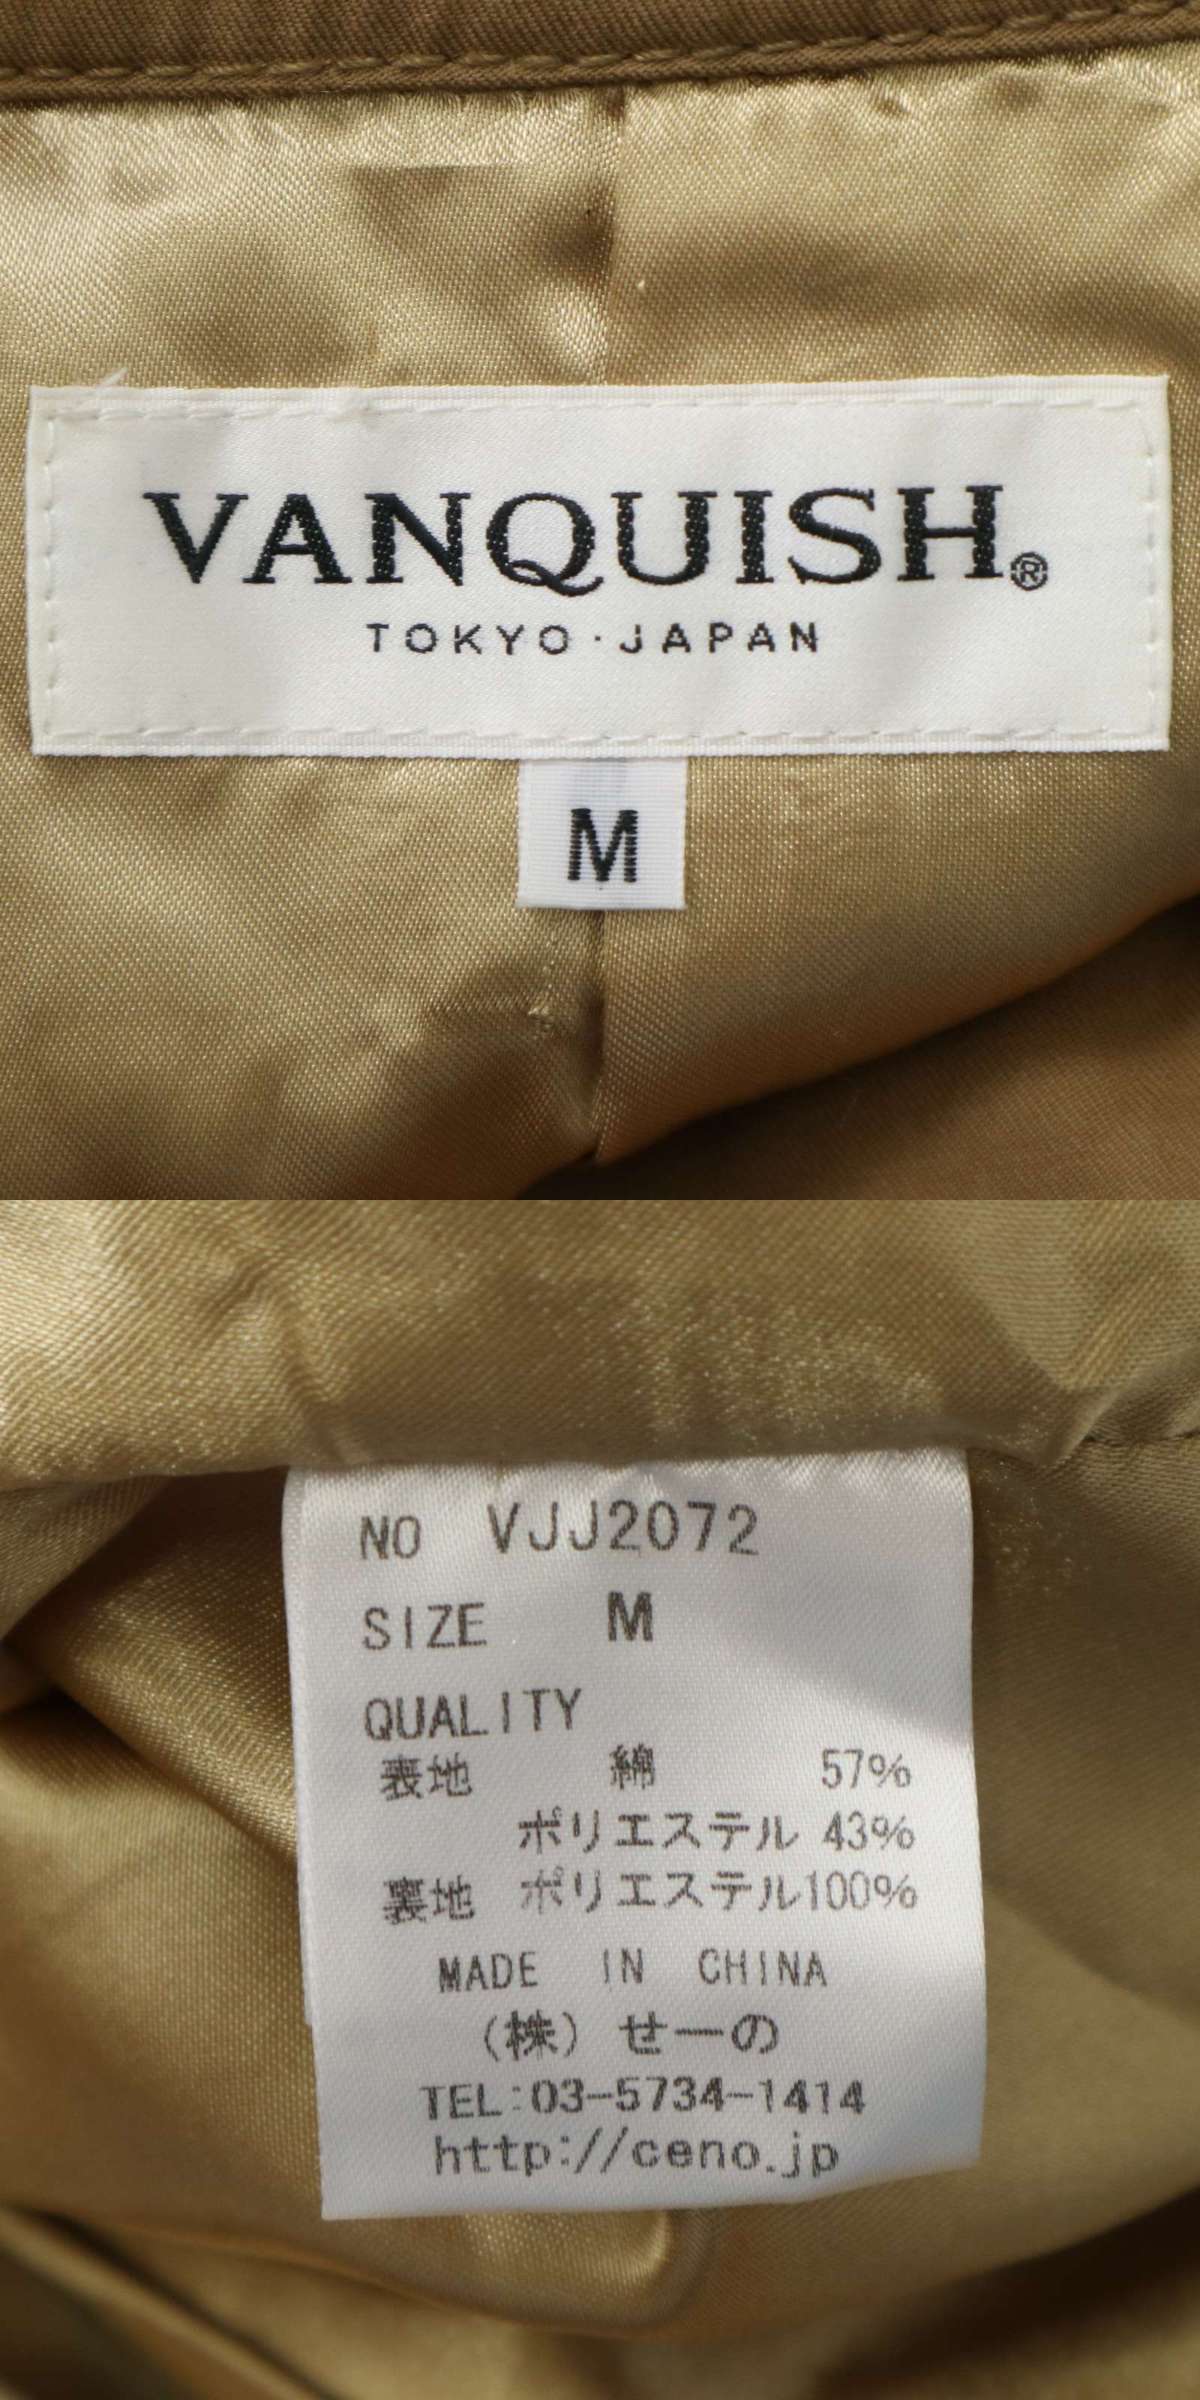 VANQUISH®
TOKYO・JAPAN
M
NO VJJ2072
SIZE M
QUALITY
表地 綿 57%
ポリエステル 43%
裏地 ポリエステル100%
MADE IN CHINA
(株)せーの
TEL:03-5734-1414
http://ceno.jp